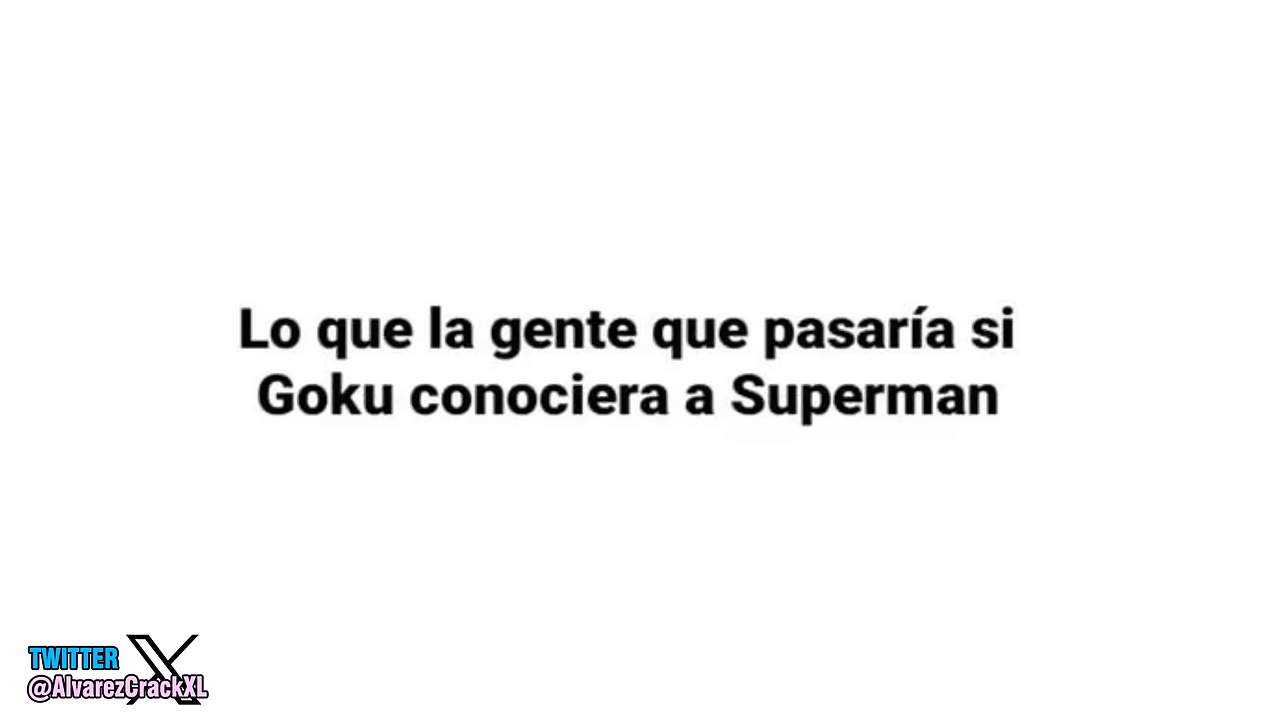 Lo que la gente que pasaría si
Goku conociera a Superman
TWITTER
@AlvarezCrackXL